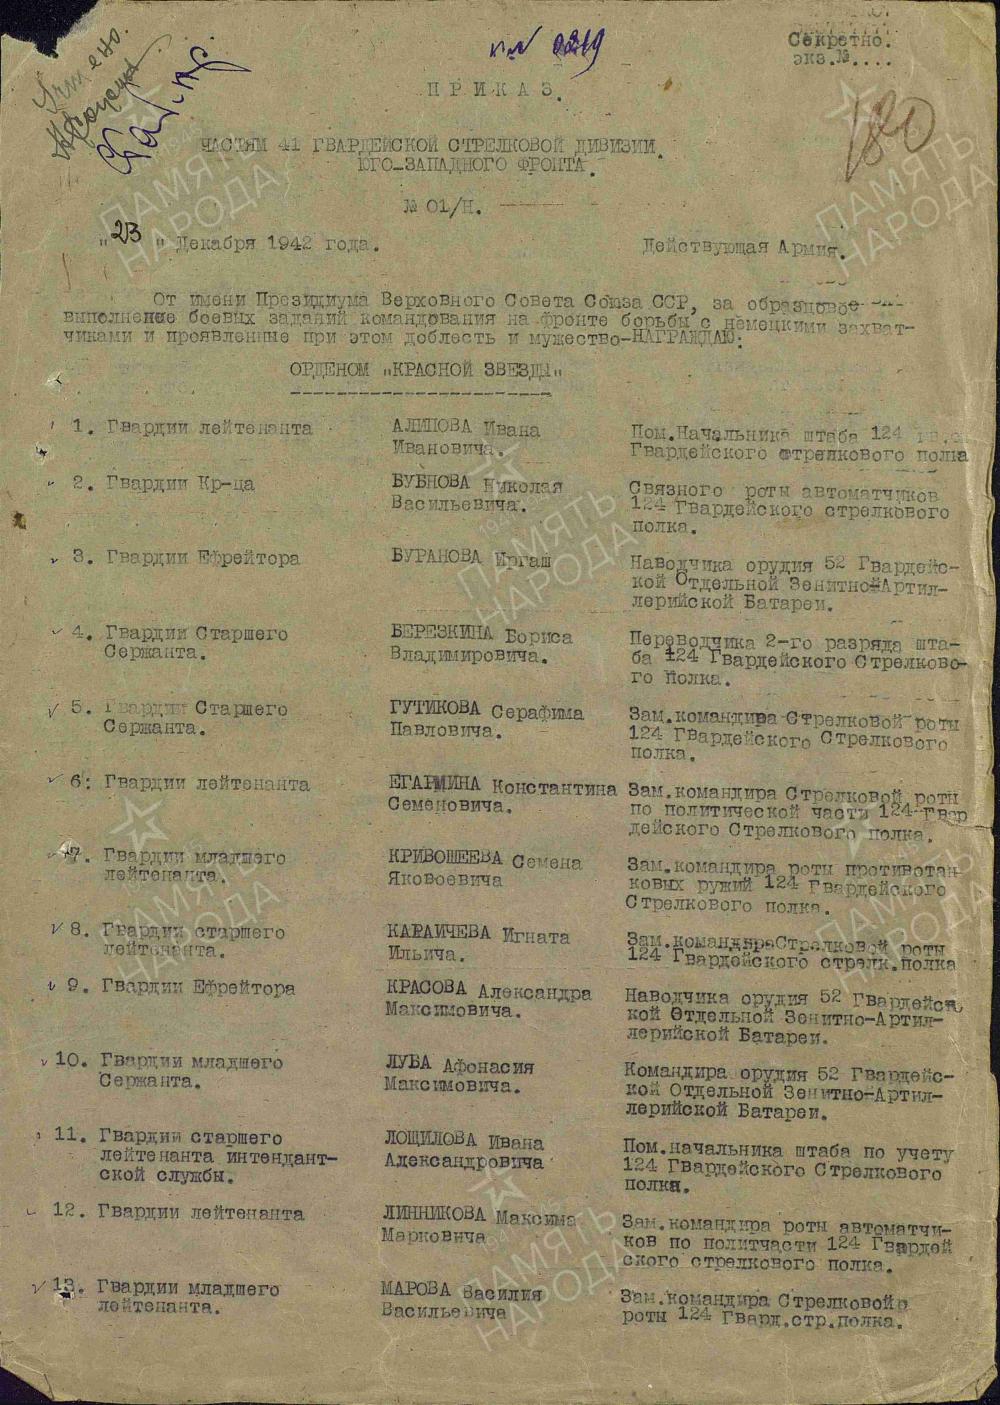 Секретно.
экз.№....
180
П Р И К А З.
ЧАСТЯМ 41 ГВАРДЕЙСКОЙ СТРЕЛКОВОЙ ДИВИЗИИ.
ЮГО-ЗАПАДНОГО ФРОНТА.
№ 01/Н.
"23" Декабря 1942 года. Действующая Армия.
От имени Президиума Верховного Совета Союза ССР, за образцовое
выполнение боевых заданий командования на фронте борьбы с немецкими захват-
чиками и проявленные при этом доблесть и мужество-НАГРАЖДАЮ:
ОРДЕНОМ "КРАСНОЙ ЗВЕЗДЫ"
1. Гвардии лейтенанта АЛИПОВА Ивана Пом.Начальника штаба 124
Ивановича. Гвардейского стрелкового полка
2. Гвардии Кр-ца БУБНОВА Николая Связного роты автоматчиков
Васильевича. 124 Гвардейского стрелкового
полка.
3. Гвардии Ефрейтора БУРАНОВА Иргаш Наводчика орудия 52 Гвардейс-
кой Отдельной Зенитно-Артил-
лерийской Батареи.
4. Гвардии Старшего БЕРЕЗКИНА Бориса Переводчика 2-го разряда шта-
Сержанта. Владимировича. ба 124 Гвардейского Стрелково-
го Полка.
5. Гвардии Старшего ГУТИКОВА Серафима Зам.командира Стрелковой роты
Сержанта. Павловича. 124 Гвардейского Стрелкового
полка.
6. Гвардии лейтенанта ЕГАРМИНА Константина Зам.командира Стрелковой роты
Семеновича. по политической части 124 Гвар
дейского Стрелкового полка.
7. Гвардии младшего КРИВОШЕЕВА Семена Зам.командира роты противотан-
лейтенанта. Яковоевича ковых ружий 124 Гвардейского
Стрелкового полка.
8. Гвардии старшего КАРАИЧЕВА Игната Зам.командираСтрелковой роты
лейтенанта. Ильича. 124 Гвардейского стрелк.полка
9. Гвардии Ефрейтора КРАСОВА Александра Наводчика орудия 52 Гвардейск
Максимовича. кой Отдельной Зенитно-Артил-
лерийской Батареи.
10. Гвардии младшего ЛУБА Афонасия Командира орудия 52 Гвардейс-
Сержанта. Максимовича. кой Отдельной Зенитно-Артил-
лерийской Батареи.
11. Гвардии старшего ЛОЩИЛОВА Ивана Пом.начальника штаба по учету
лейтенанта интендант- Адександровича 124 Гвардейского Стрелкового
ской службы. полка.
12. Гвардии лейтенанта ЛИННИКОВА Максима Зам.командира роты автоматчи-
Марковича ков по политчасти 124 Гвардей
ского стрелкового полка.
13. Гвардии младшего МАРОВА Василия Зам.командира Стрелковой
лейтенанта. Васильевича роты 124 Гвард.стр.полка.
ПАМЯТЬ
НАРОДА